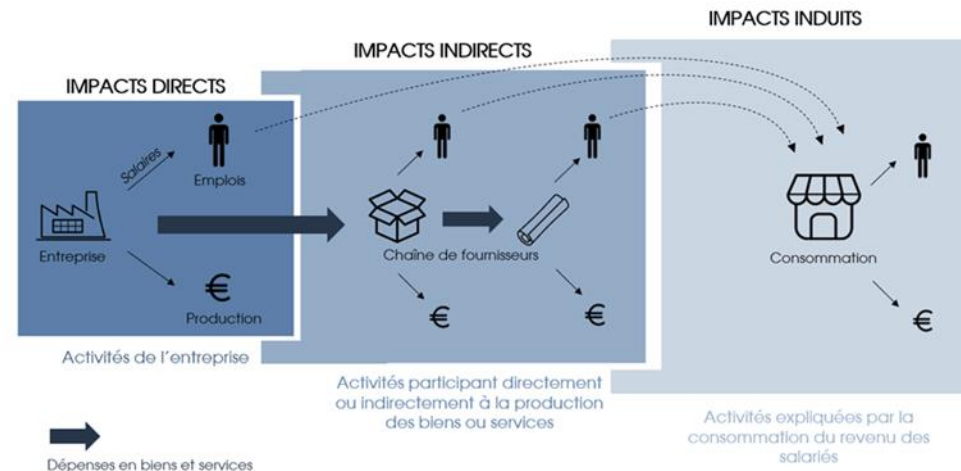 IMPACTS DIRECTS
Salaires
Emplois
Entreprise
€
Production
Activités de l'entreprise
IMPACTS INDIRECTS
Chaîne de fournisseurs
€
€
Activités participant directement
ou indirectement à la production
des biens ou services
IMPACTS INDUITS
Consommation
€
Activités expliquées par la
consommation du revenu des
salariés
Dépenses en biens et services